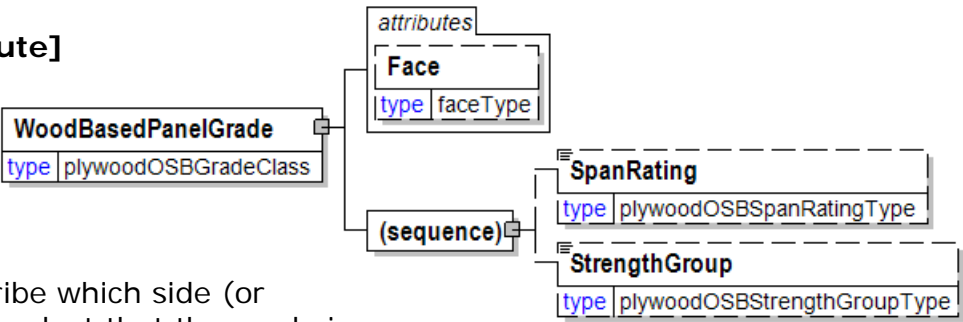 attributes
ute]
Face
type faceType
WoodBasedPanelGrade
type plywoodOSBGradeClass
SpanRating
type plywoodOSBSpanRatingType
(sequence)
StrengthGroup
type plywoodOSBStrengthGroupType
ribe which side (or